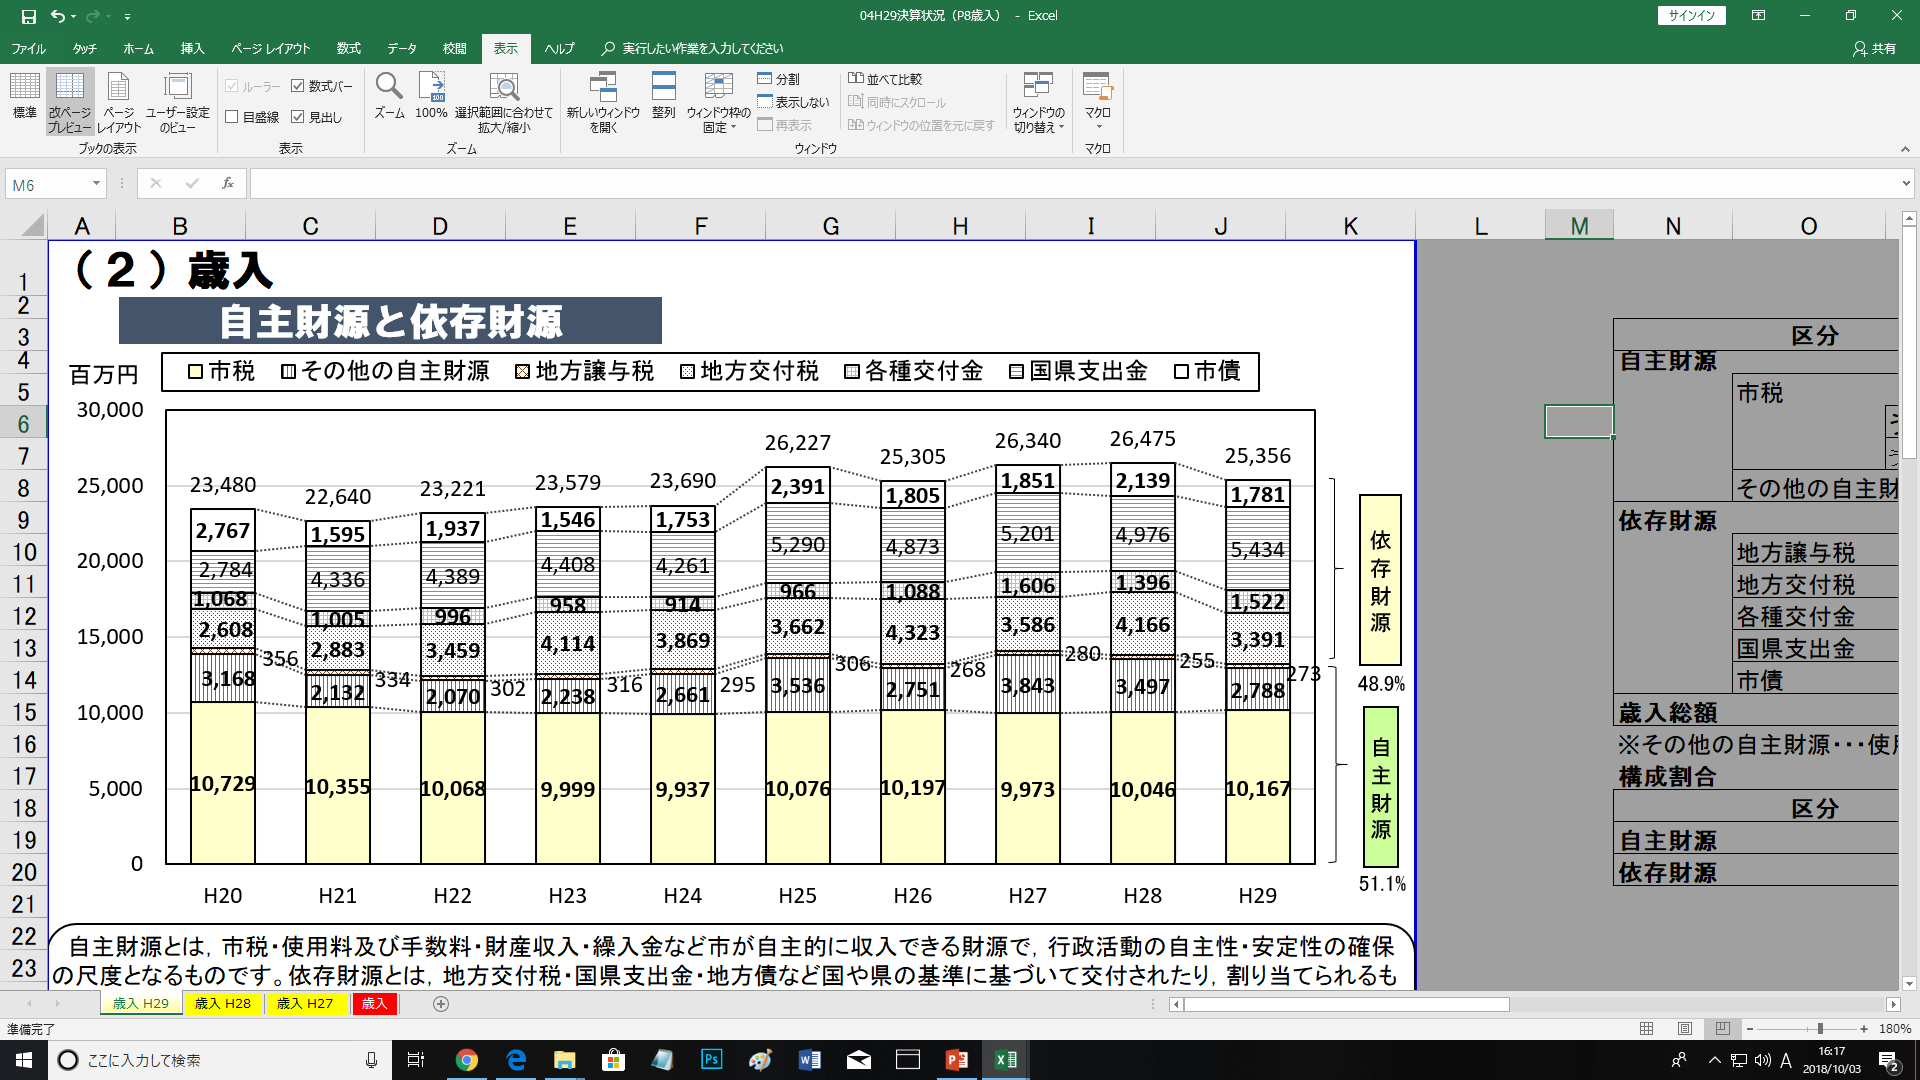 04H29決算状況（P8歳入） - Excel
サインイン
ファイル タッチ ホーム 挿入 ページ レイアウト 数式 データ 校閲 表示 ヘルプ 実行したい作業を入力してください 共有
標準
改ページ プレビュー
ページ レイアウト
ユーザー設定 のビュー
ブックの表示
ルーラー 数式バー
目盛線 見出し
表示
ズーム 100% 選択範囲に合わせて 拡大/縮小
ズーム
新しいウィンドウ を開く
整列
ウィンドウ枠の 固定
分割
表示しない
再表示
並べて比較
同時にスクロール
ウィンドウの位置を元に戻す
ウィンドウの 切り替え
ウィンドウ
マクロ
マクロ
M6
fx
A B C D E F G H I J K L M N O
1
2
3
4
5
6
7
8
9
10
11
12
13
14
15
16
17
18
19
20
21
22
23
（２）歳入
自主財源と依存財源
百万円
市税 その他の自主財源 地方譲与税 地方交付税 各種交付金 国県支出金 市債
30,000
25,000
20,000
15,000
10,000
5,000
0
23,480 22,640 23,221 23,579 23,690 26,227 25,305 26,340 26,475 25,356
2,767 1,595 1,937 1,546 1,753 2,391 1,805 1,851 2,139 1,781
2,784 4,336 4,389 4,408 4,261 5,290 4,873 5,201 4,976 5,434
1,068 1,005 996 958 914 966 1,088 1,606 1,396 1,522
2,608 2,883 3,459 4,114 3,869 3,662 4,323 3,586 4,166 3,391
356 334 302 316 295 306 268 280 255 273
3,168 2,132 2,070 2,238 2,661 3,536 2,751 3,843 3,497 2,788
10,729 10,355 10,068 9,999 9,937 10,076 10,197 9,973 10,046 10,167
H20 H21 H22 H23 H24 H25 H26 H27 H28 H29
依存財源
48.9%
自主財源
51.1%
自主財源とは，市税・使用料及び手数料・財産収入・繰入金など市が自主的に収入できる財源で，行政活動の自主性・安定性の確保
の尺度となるものです。依存財源とは，地方交付税・国県支出金・地方債など国や県の基準に基づいて交付されたり，割り当てられるも
区分
自主財源
市税
その他の自主財
依存財源
地方譲与税
地方交付税
各種交付金
国県支出金
市債
歳入総額
※その他の自主財源･･･使用
構成割合
区分
自主財源
依存財源
歳入 H29 歳入 H28 歳入 H27 歳入
準備完了
180%
ここに入力して検索
A
16:17
2018/10/03
2